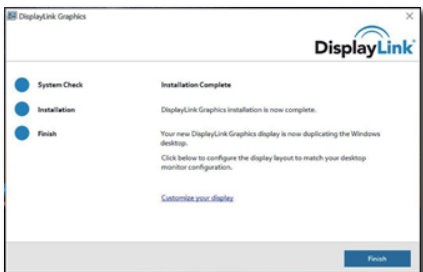 DisplayLink Graphics
DisplayLink
System Check
Installation Complete
Installation
DisplayLink Graphics installation is now complete.
Finish
Your new DisplayLink Graphics display is now duplicating the Windows
desktop.
Click below to configure the display layout to match your desktop
monitor configuration.
Customize your display
Finish